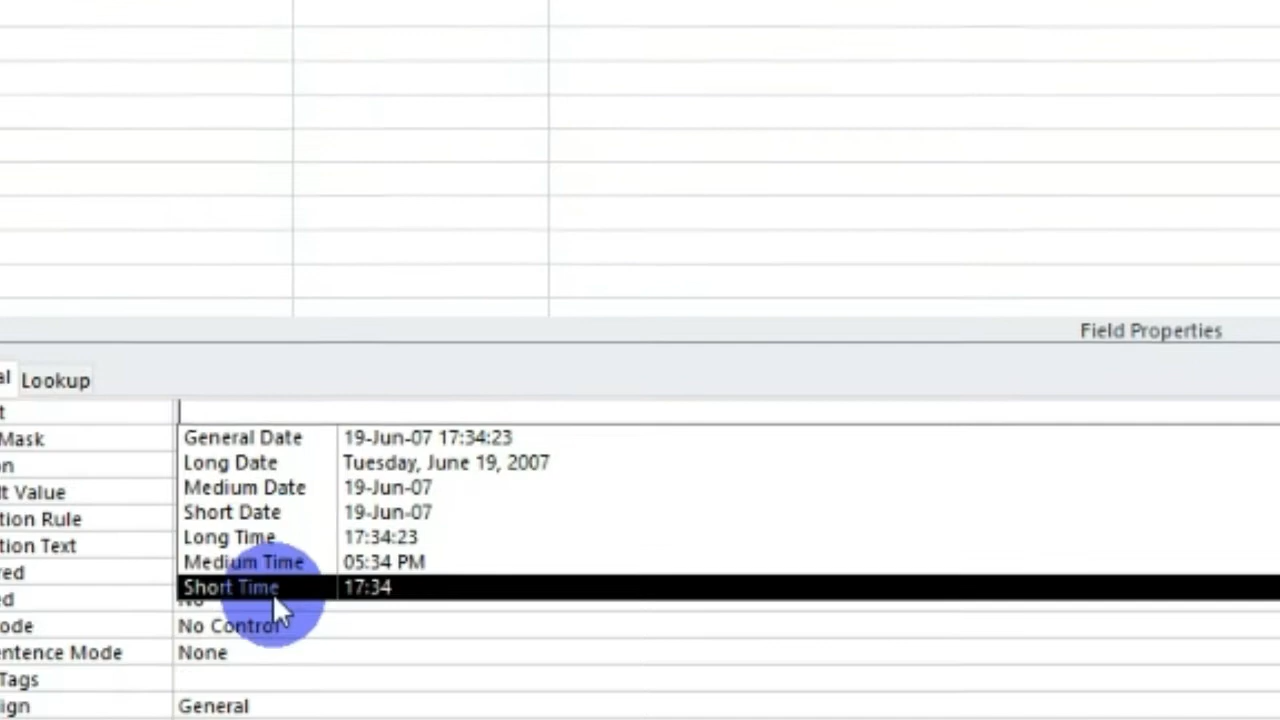 Field Properties
al Lookup
t
Mask
General Date 19-Jun-07 17:34:23
on
Long Date Tuesday, June 19, 2007
lt Value
Medium Date 19-Jun-07
tion Rule
Short Date 19-Jun-07
tion Text
Long Time 17:34:23
Medium Time 05:34 PM
red
Short Time 17:34
ed No
ode No Control
entence Mode None
Tags
ign General